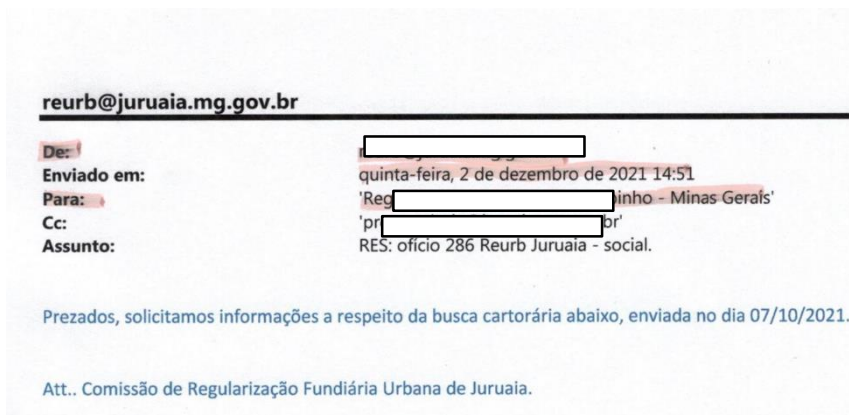 reurb@juruaia.mg.gov.br
De:
Enviado em: quinta-feira, 2 de dezembro de 2021 14:51
Para: 'Reg inho - Minas Gerais'
Cc: 'pr br'
Assunto: RES: ofício 286 Reurb Juruaia - social.
Prezados, solicitamos informações a respeito da busca cartorária abaixo, enviada no dia 07/10/2021.
Att.. Comissão de Regularização Fundiária Urbana de Juruaia.